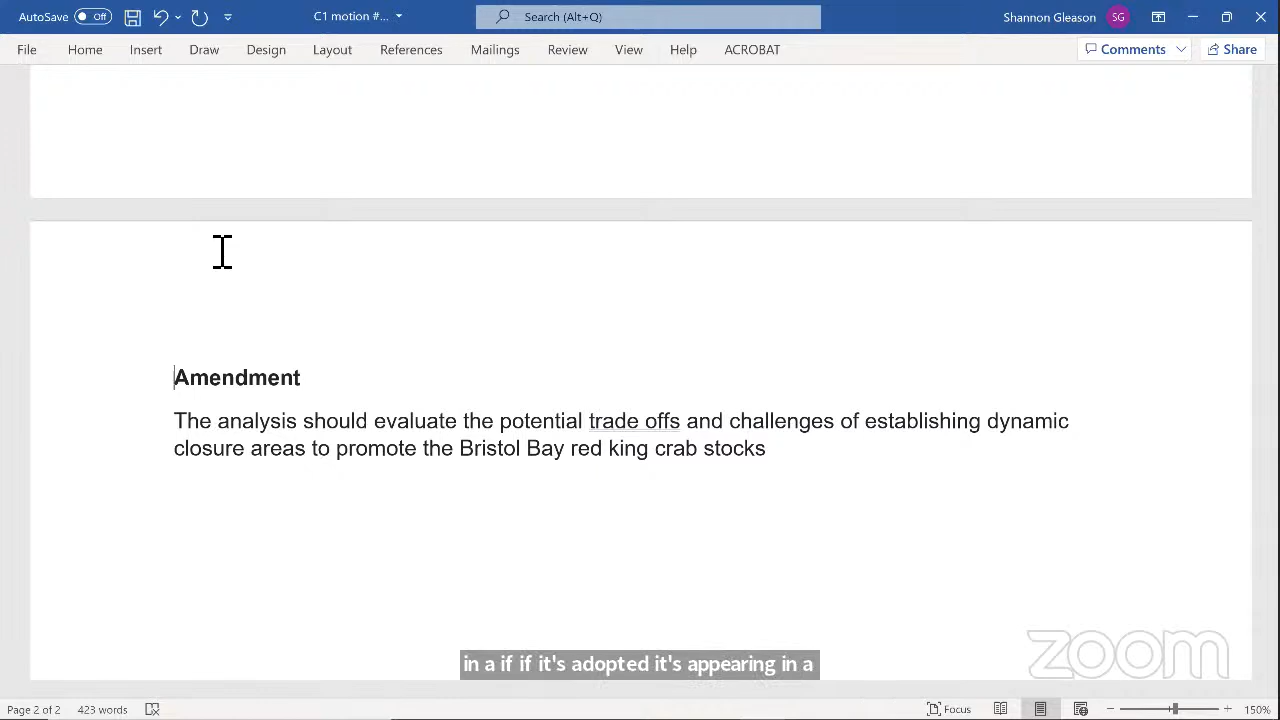 AutoSave Off C1 motion #... Search (Alt+Q) Shannon Gleason SG
File Home Insert Draw Design Layout References Mailings Review View Help ACROBAT Comments Share
Amendment
The analysis should evaluate the potential trade offs and challenges of establishing dynamic
closure areas to promote the Bristol Bay red king crab stocks
in a if if it's adopted it's appearing in a
zoom
Page 2 of 2 423 words Focus 150%